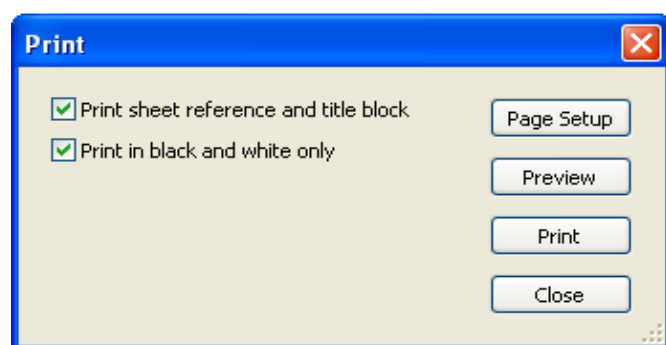 Print
Print sheet reference and title block
Print in black and white only
Page Setup
Preview
Print
Close